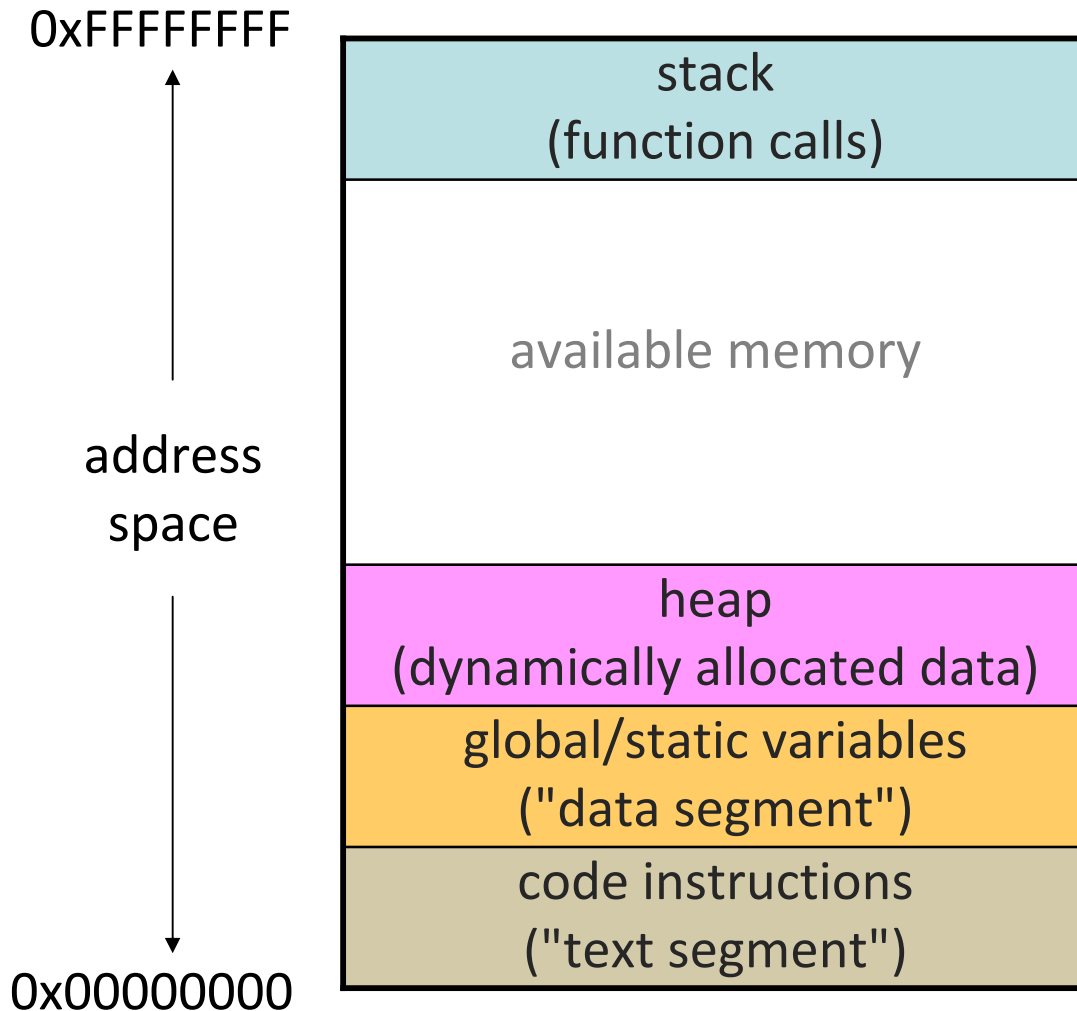 0xFFFFFFFF
stack
(function calls)
available memory
address
space
heap
(dynamically allocated data)
global/static variables
("data segment")
code instructions
("text segment")
0x00000000